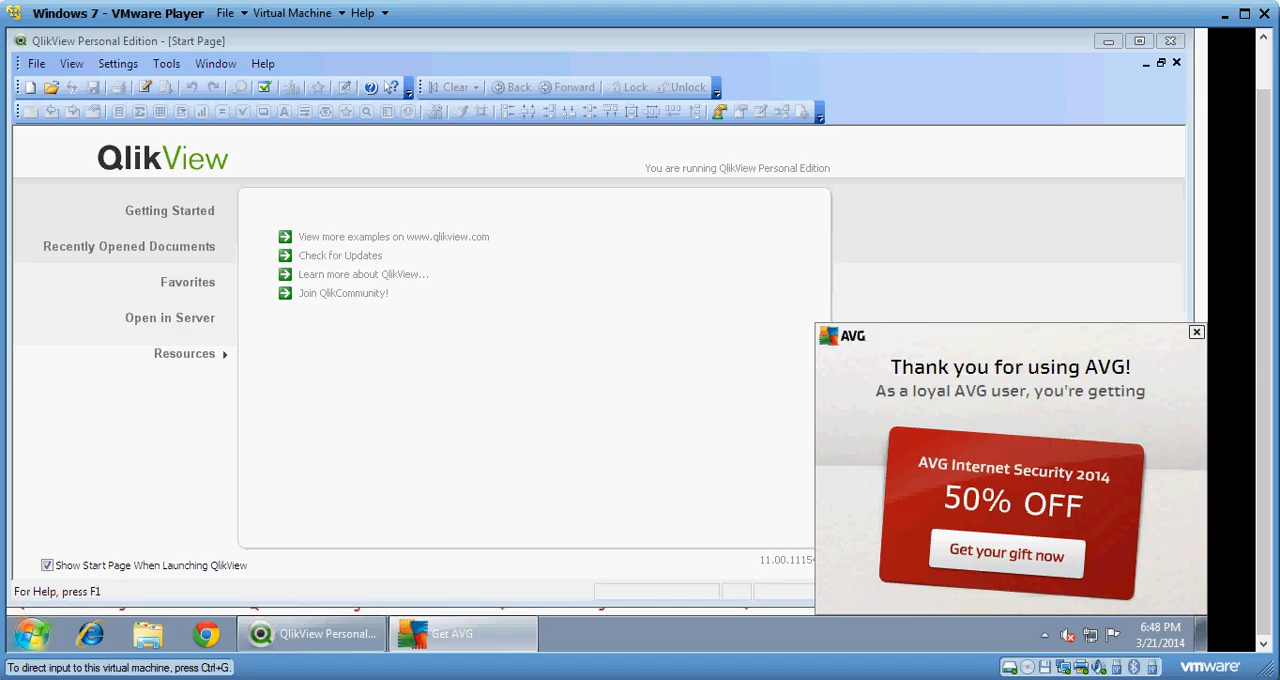 Windows 7 - VMware Player File Virtual Machine Help
QlikView Personal Edition - [Start Page]
File View Settings Tools Window Help
Clear Back Forward Lock Unlock
QlikView
You are running QlikView Personal Edition
Getting Started
Recently Opened Documents
Favorites
Open in Server
Resources
View more examples on www.qlikview.com
Check for Updates
Learn more about QlikView...
Join QlikCommunity!
AVG
Thank you for using AVG!
As a loyal AVG user, you're getting
AVG Internet Security 2014
50% OFF
Get your gift now
Show Start Page When Launching QlikView
For Help, press F1
QlikView Personal...
Get AVG
6:48 PM
3/21/2014
To direct input to this virtual machine, press Ctrl+G.
vmware